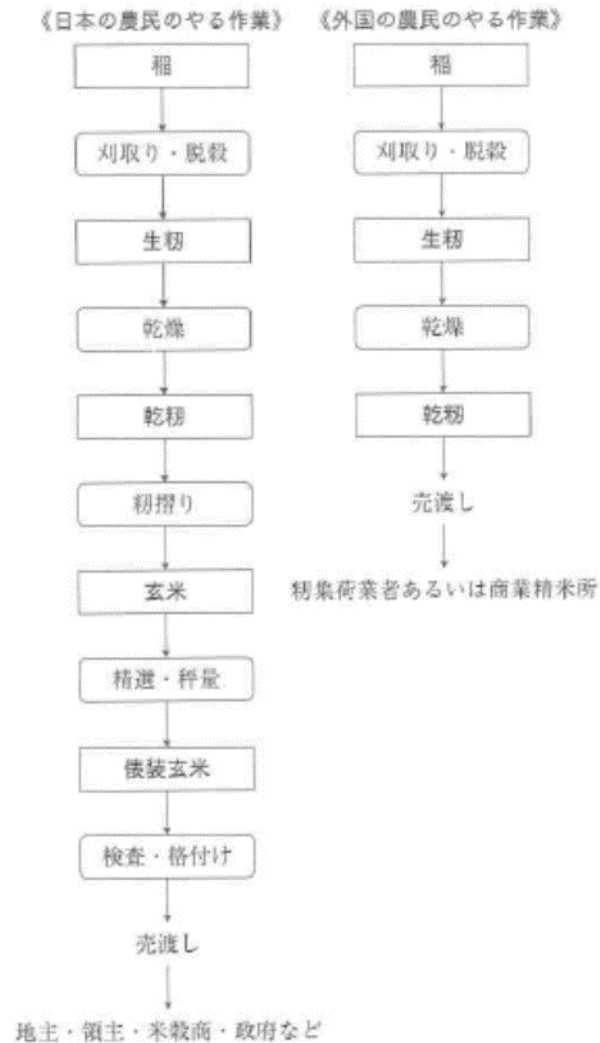 《日本の農民のやる作業》
稲
刈取り・脱穀
生籾
乾燥
乾籾
籾摺り
玄米
精選・秤量
俵装玄米
検査・格付け
売渡し
地主・領主・米穀商・政府など
《外国の農民のやる作業》
稲
刈取り・脱穀
生籾
乾燥
乾籾
売渡し
籾集荷業者あるいは商業精米所